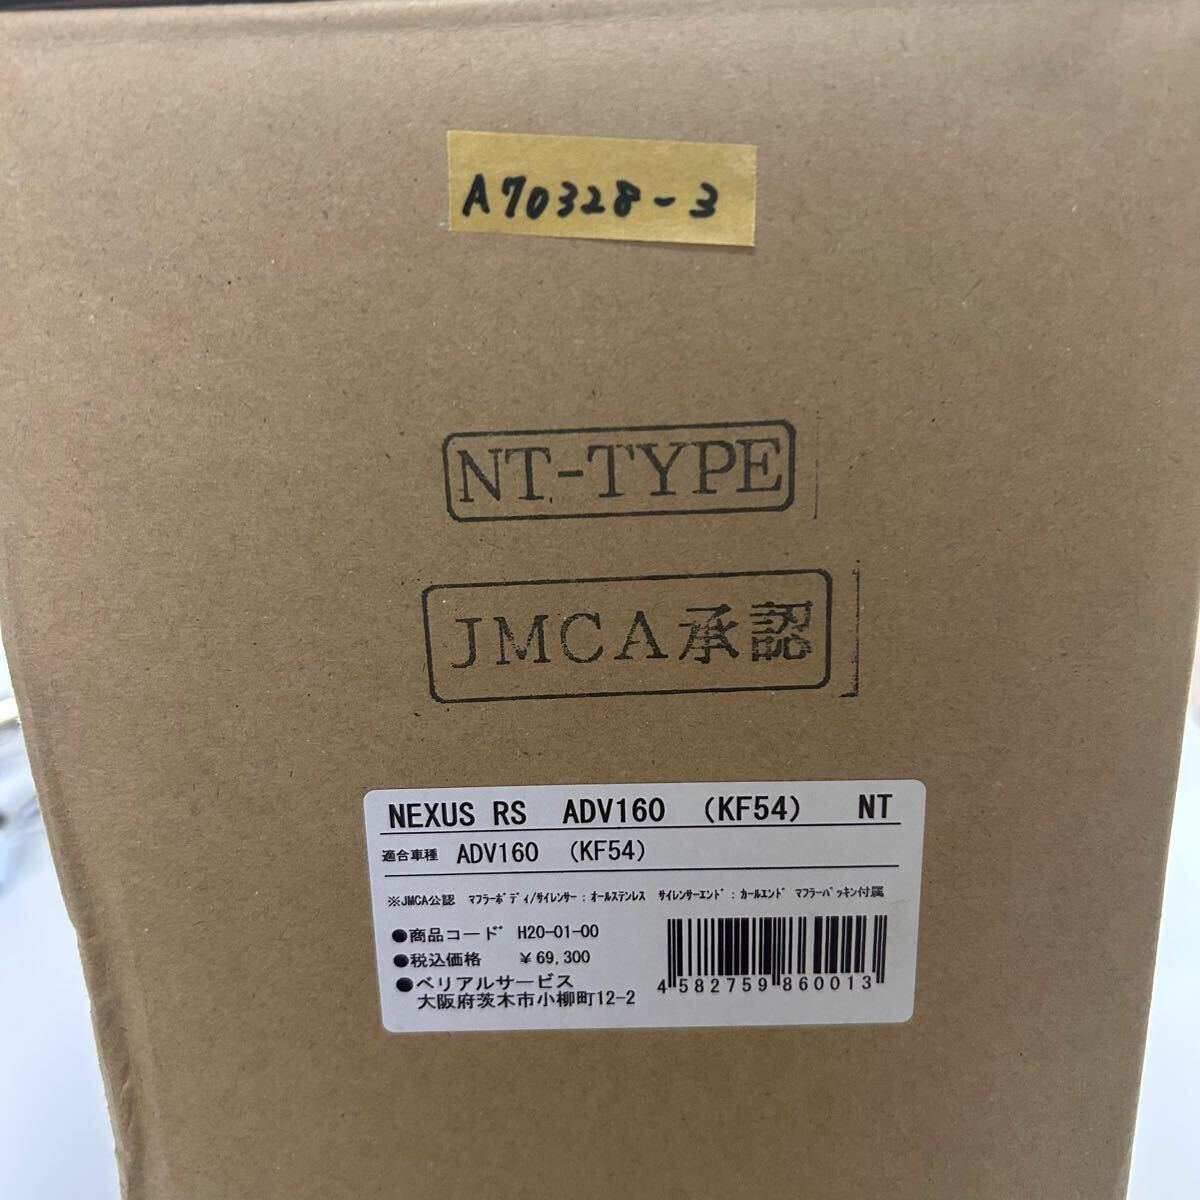 A70328-3
NT-TYPE
JMCA承認
NEXUS RS ADV160 (KF54) NT
適合車種 ADV160 (KF54)
※JMCA公認 ﾏﾌﾗｰﾎﾞﾃﾞｨ/ｻｲﾚﾝｻｰ：ｵｰﾙｽﾃﾝﾚｽ ｻｲﾚﾝｻｰｴﾝﾄﾞ：ｶｰﾙｴﾝﾄﾞ ﾏﾌﾗｰﾊﾟｯｷﾝ付属
●商品コード H20-01-00
●税込価格 ￥69,300
●ベリアルサービス
大阪府茨木市小柳町12-2
4582759860013